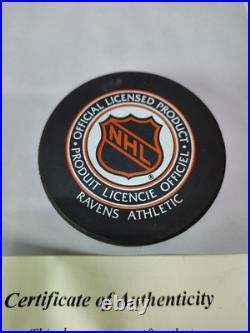 OFFICIAL LICENSED PRODUCT
NHL
®
• PRODUIT LICENCIE OFFICIEL •
RAVENS ATHLETIC
Certificate of Authenticity